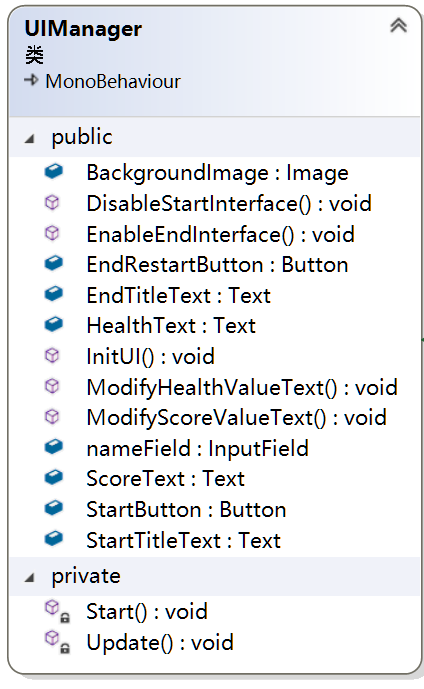 UIManager
类
MonoBehaviour
public
BackgroundImage : Image
DisableStartInterface() : void
EnableEndInterface() : void
EndRestartButton : Button
EndTitleText : Text
HealthText : Text
InitUI() : void
ModifyHealthValueText() : void
ModifyScoreValueText() : void
nameField : InputField
ScoreText : Text
StartButton : Button
StartTitleText : Text
private
Start() : void
Update() : void